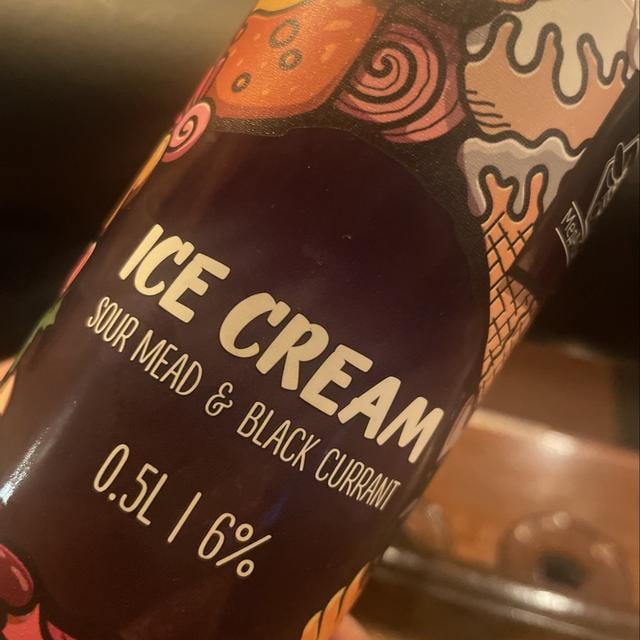 ICE CREAM
SOUR MEAD & BLACK CURRANT
0.5L | 6%